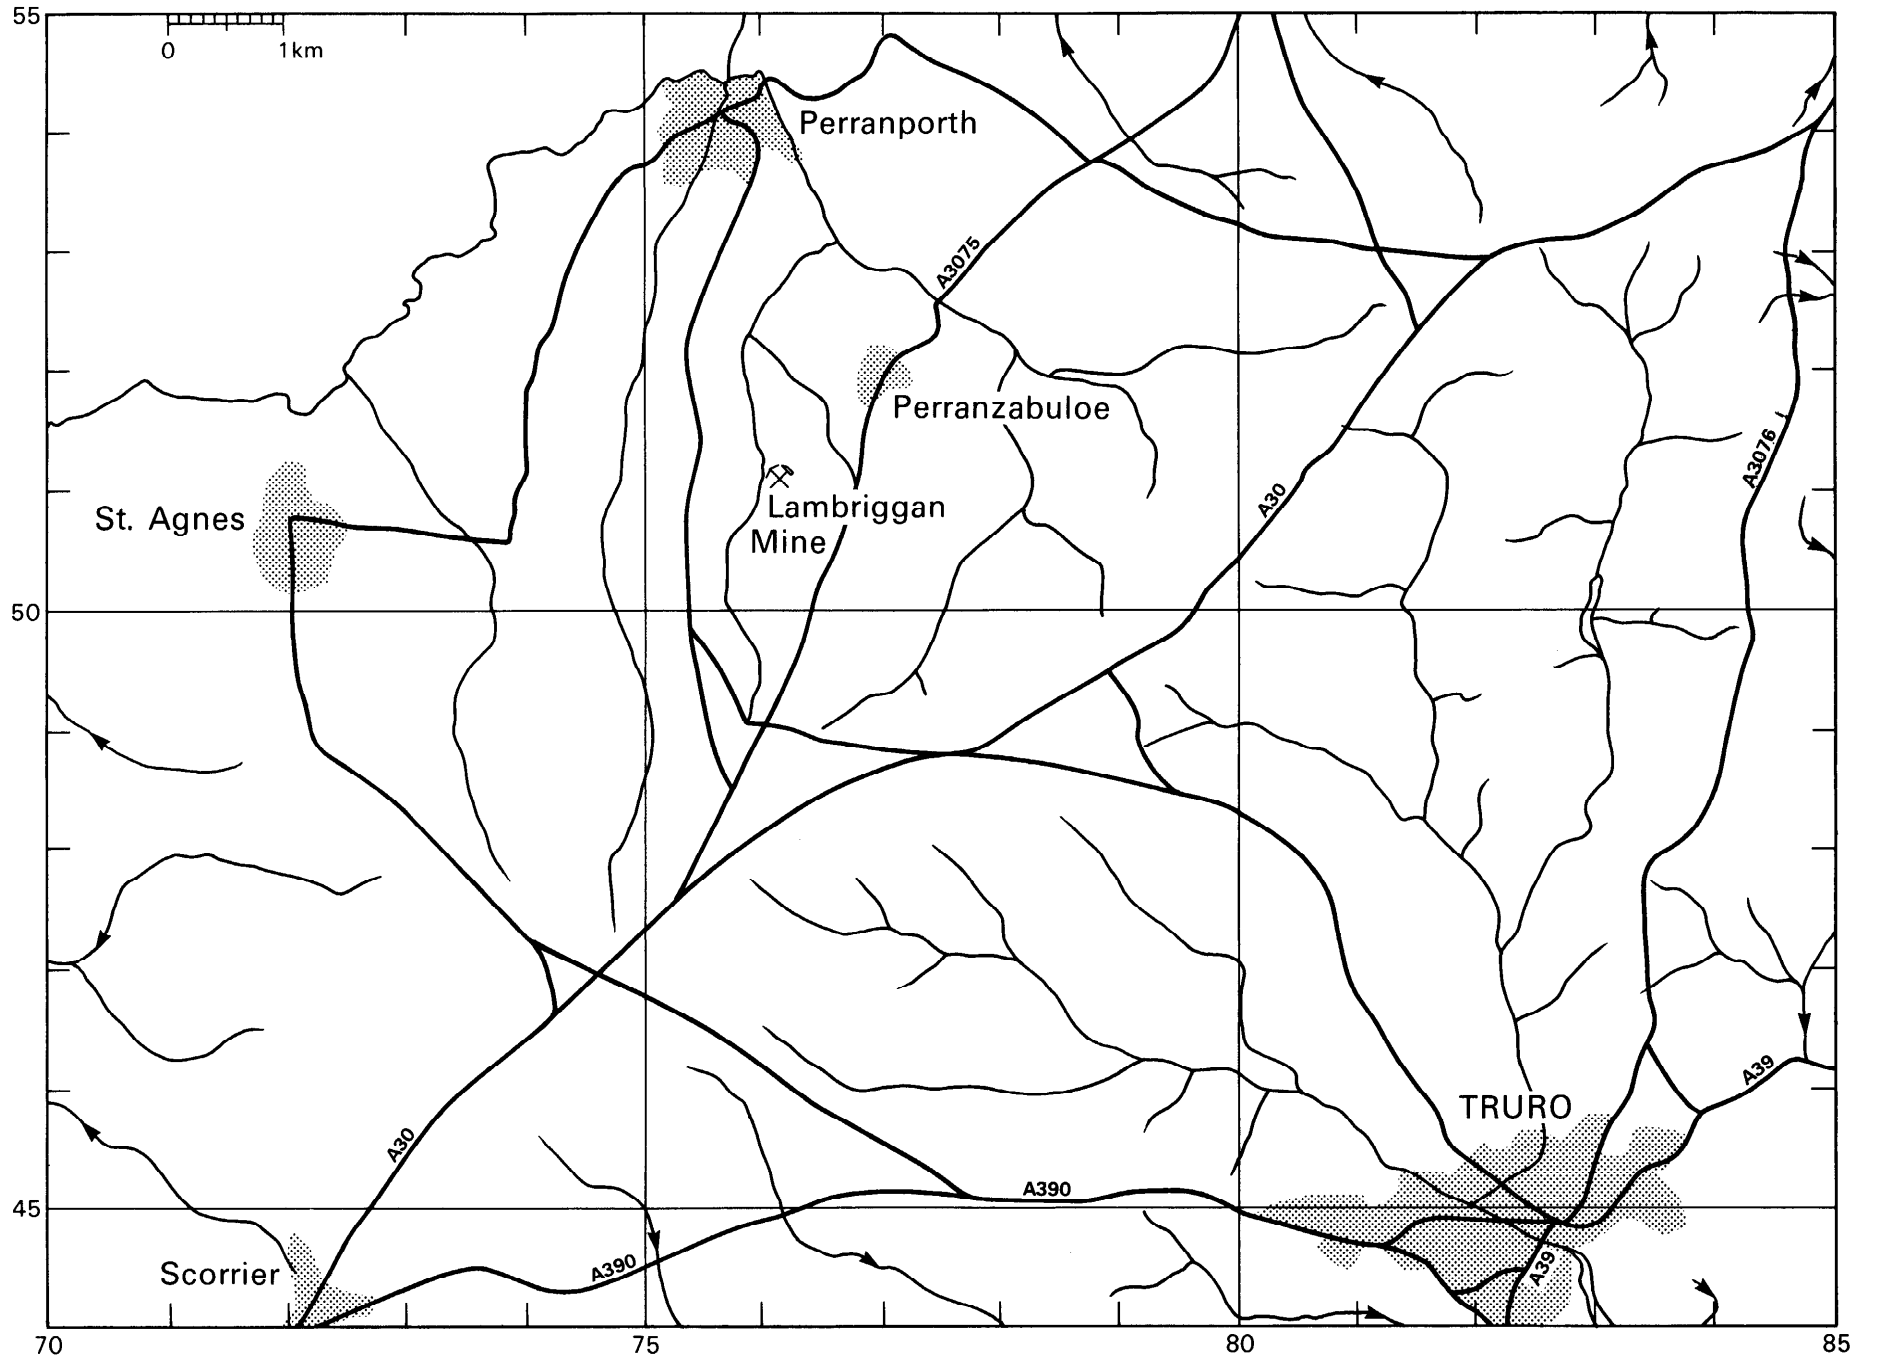 55
0 1km
Perranporth
A3075
Perranzabuloe
A3076
Lambriggan
Mine
A30
St. Agnes
50
TRURO
A39
A30
A390
45
A390
Scorrier
A39
70 75 80 85